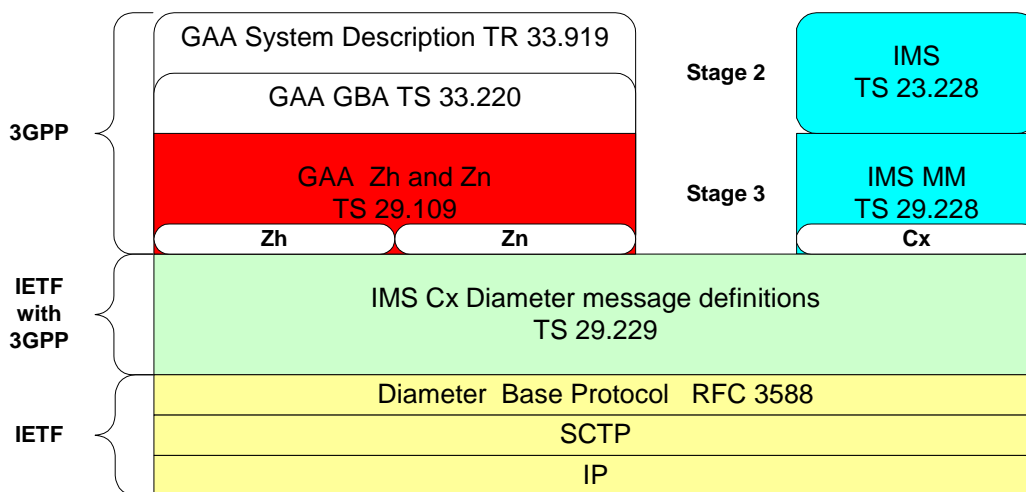 GAA System Description TR 33.919
GAA GBA TS 33.220
Stage 2
IMS
TS 23.228
3GPP
GAA Zh and Zn
TS 29.109
Stage 3
IMS MM
TS 29.228
Zh
Zn
Cx
IETF
with
3GPP
IMS Cx Diameter message definitions
TS 29.229
Diameter Base Protocol RFC 3588
IETF
SCTP
IP